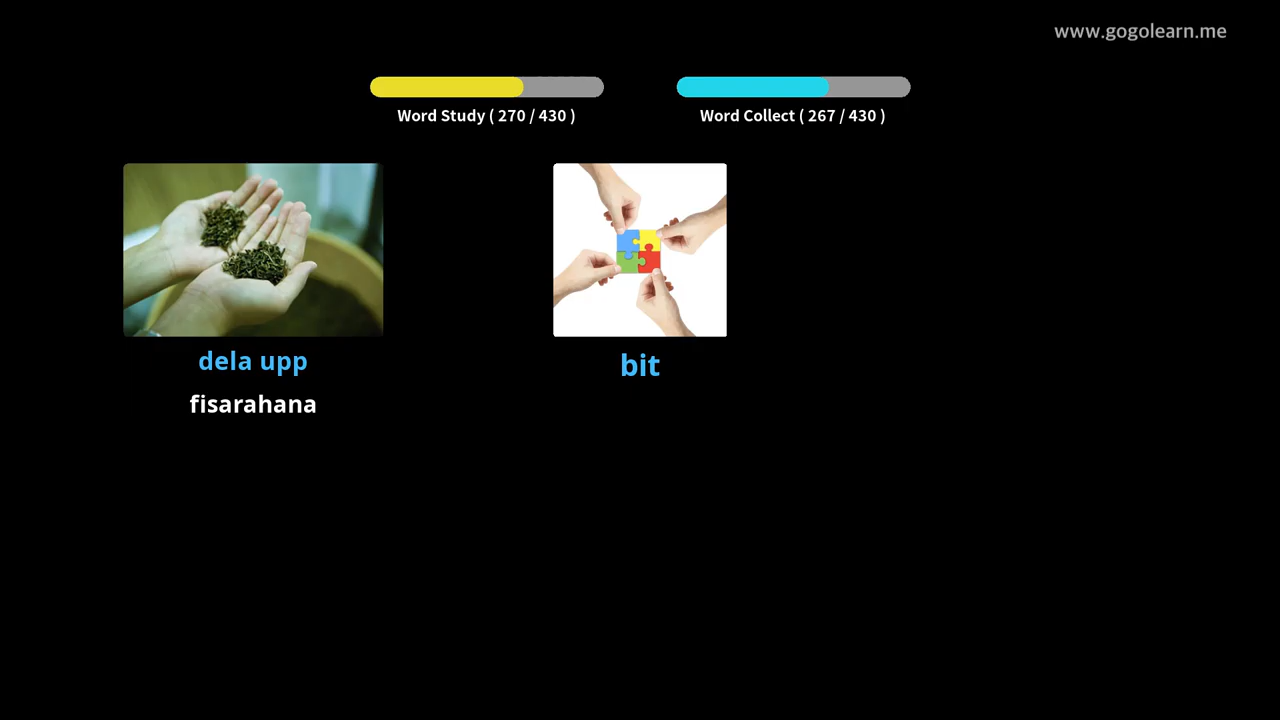 www.gogolearn.me
Word Study ( 270 / 430 )
Word Collect ( 267 / 430 )
dela upp
bit
fisarahana